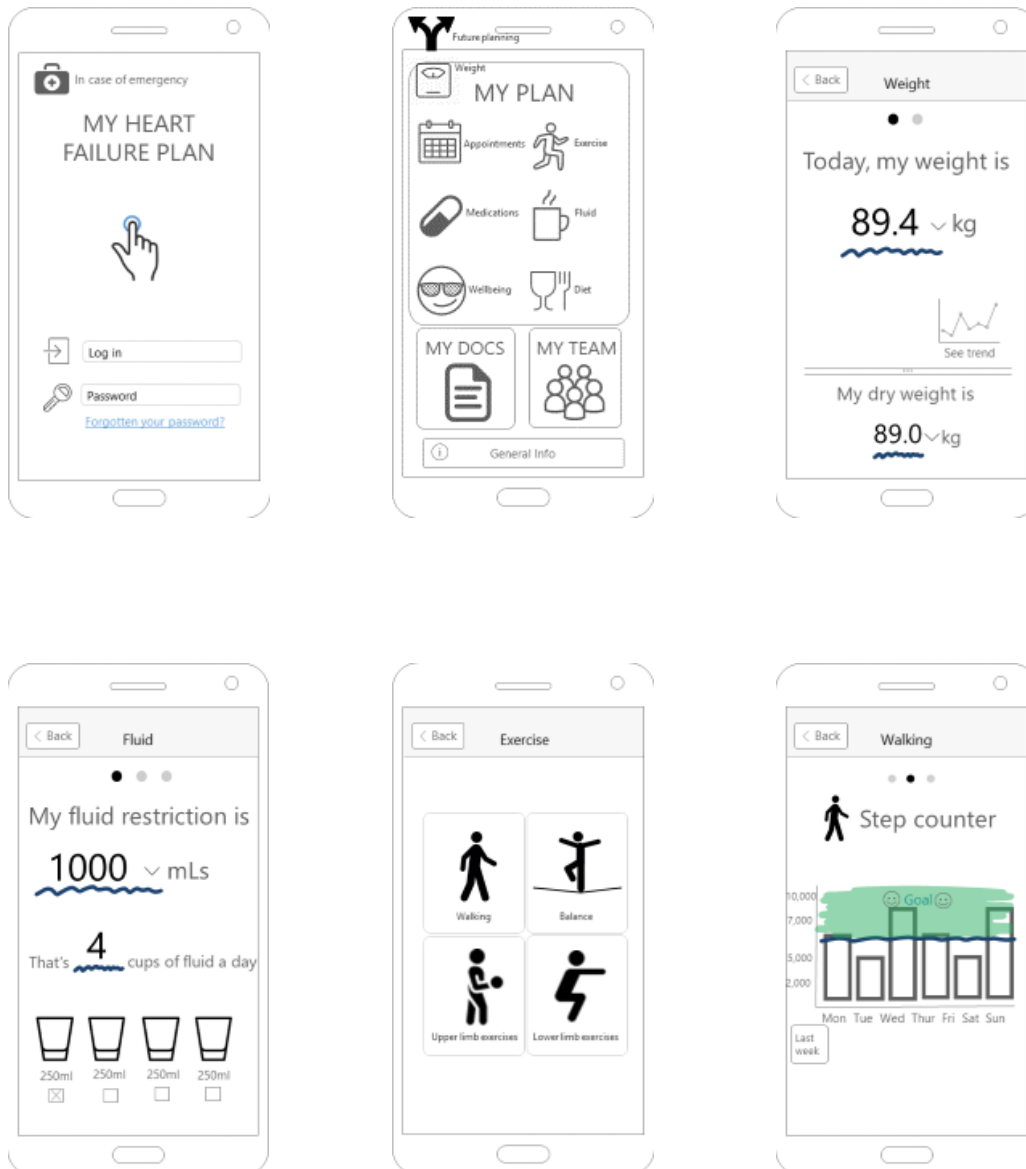 In case of emergency
MY HEART
FAILURE PLAN
Log in
Password
Forgotten your password?
Future planning
Weight
MY PLAN
Appointments
Exercise
Medications
Fluid
Wellbeing
Diet
MY DOCS
MY TEAM
General Info
< Back
Weight
Today, my weight is
89.4 kg
See trend
My dry weight is
89.0 kg
< Back
Fluid
My fluid restriction is
1000 mLs
That's 4 cups of fluid a day
250ml 250ml 250ml 250ml
< Back
Exercise
Walking
Balance
Upper limb exercises
Lower limb exercises
< Back
Walking
Step counter
10,000
Goal
7,000
5,000
2,000
Mon Tue Wed Thur Fri Sat Sun
Last
week